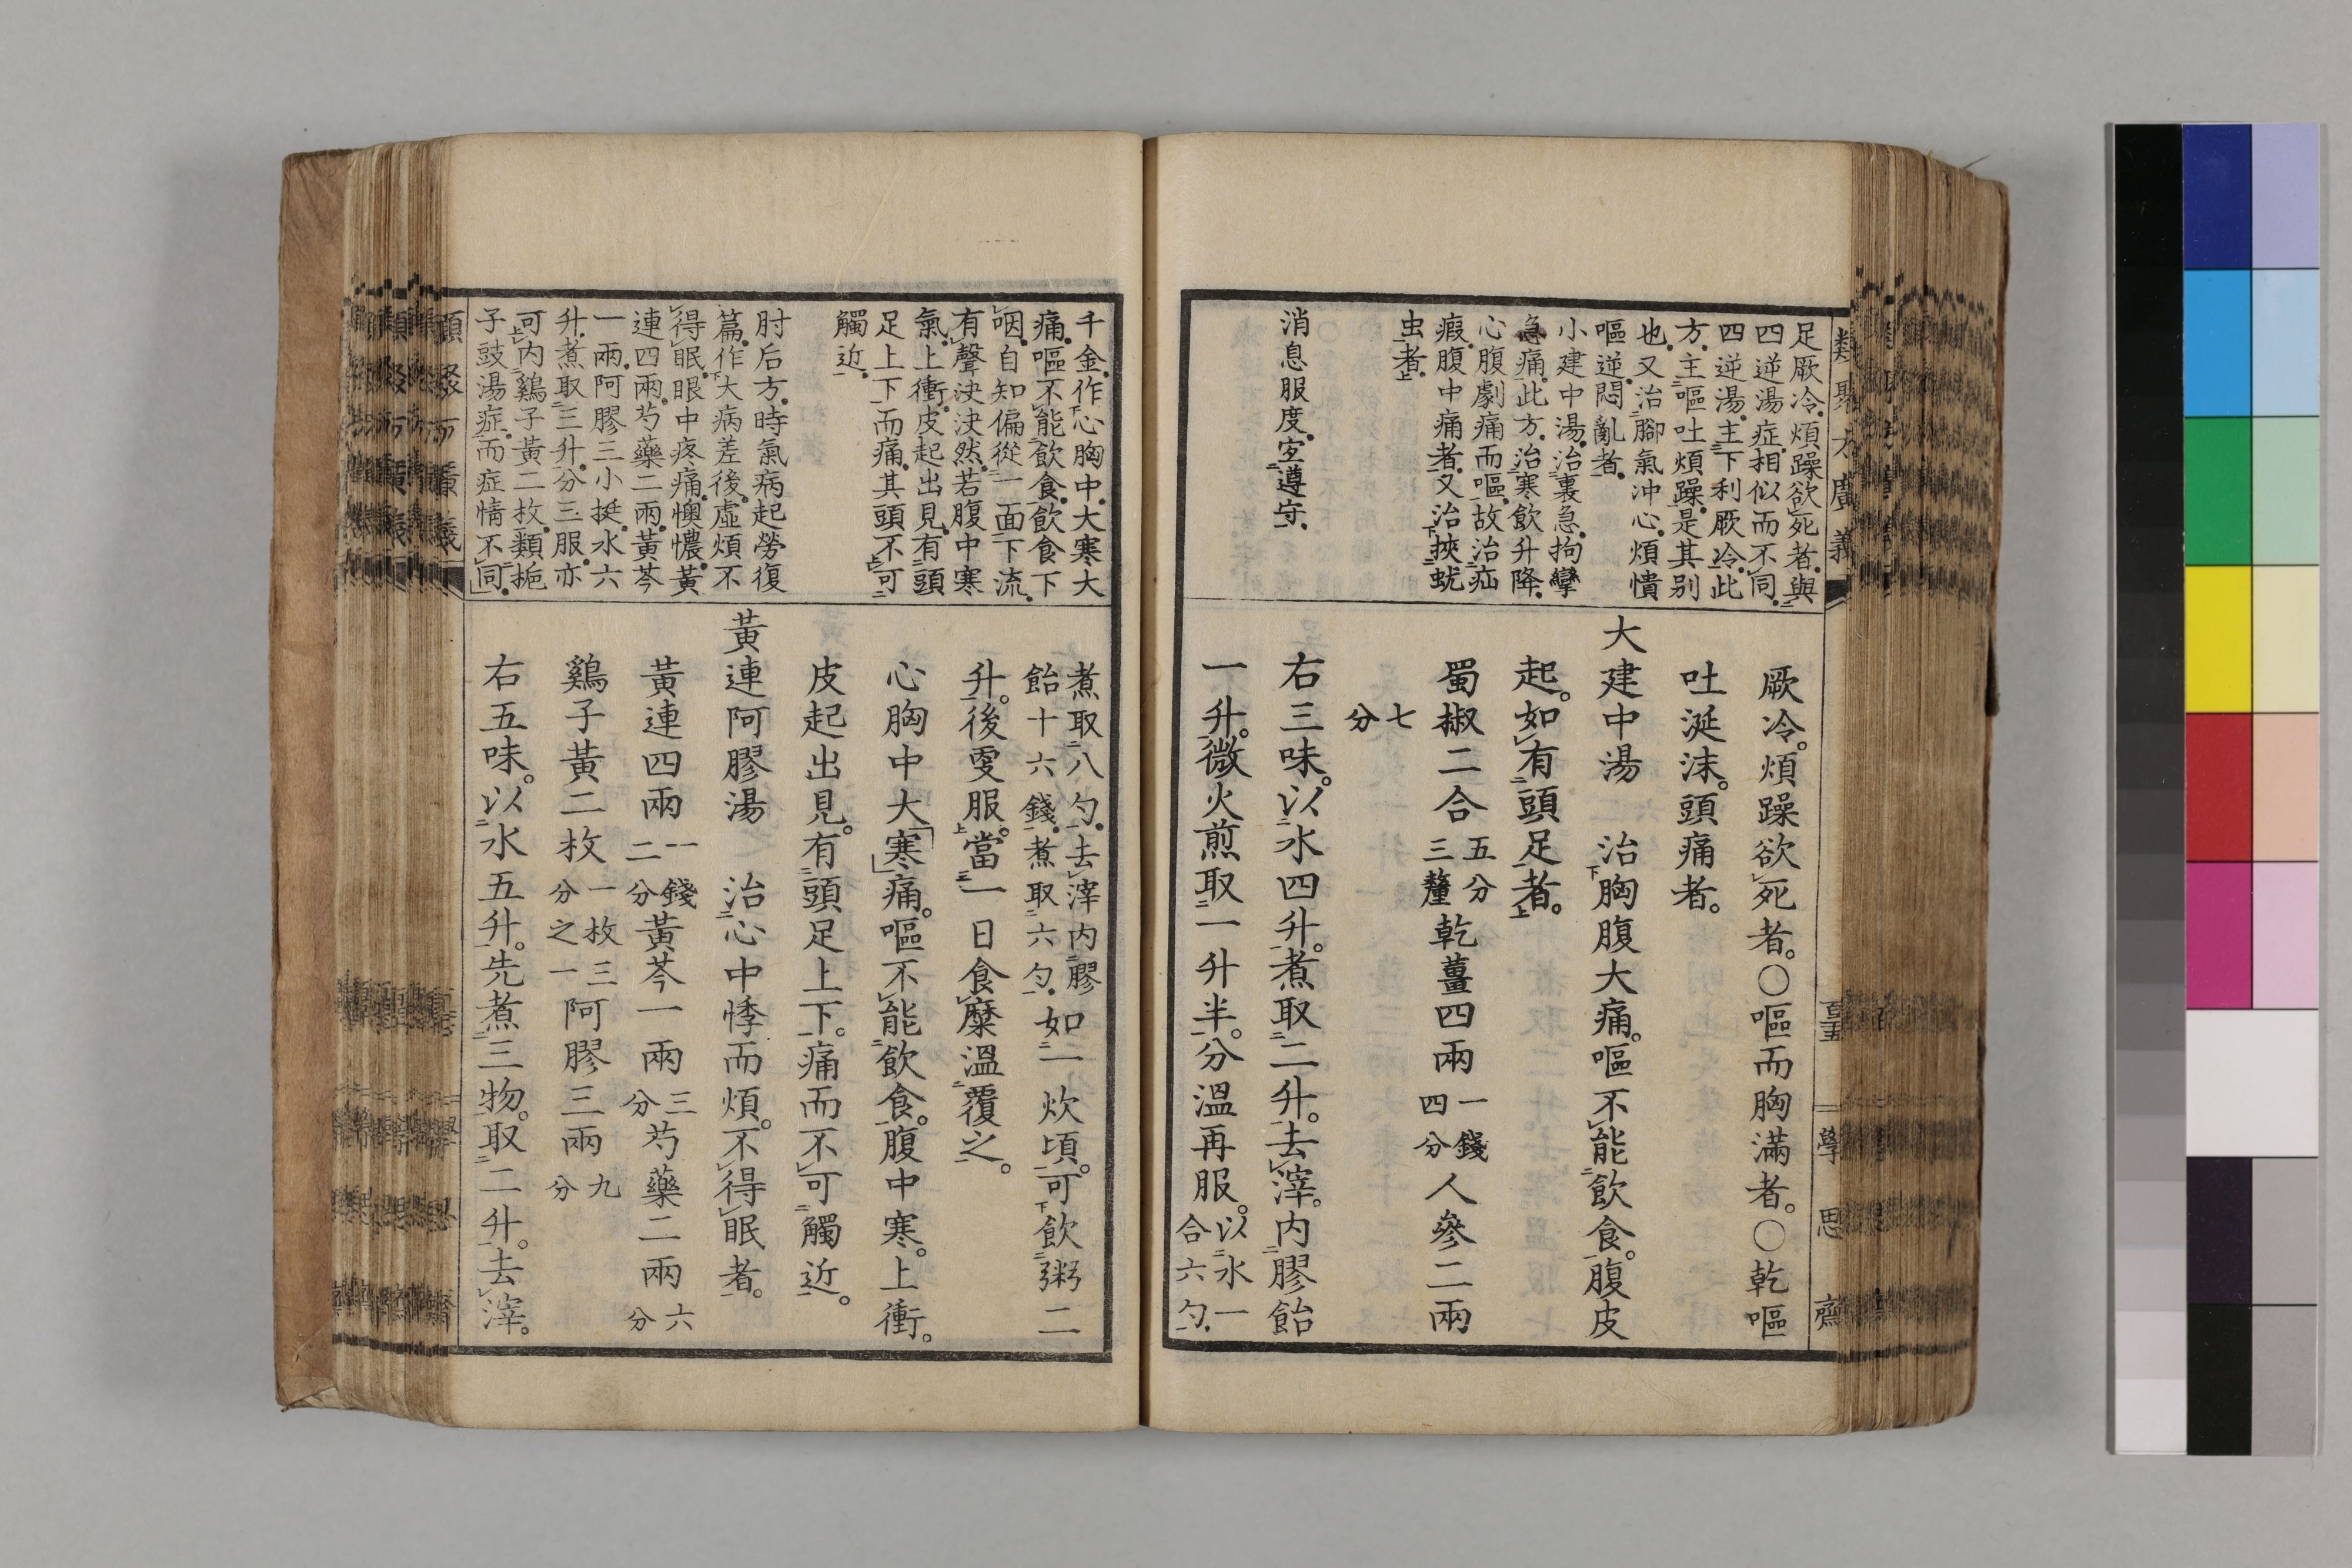 足厥冷煩躁欲死者與
四逆湯症相似而不同
四逆湯主下利厥冷此
方主嘔吐煩躁是其別
也又治腳氣冲心煩憒
嘔逆悶亂者
小建中湯治裏急拘攣
急痛此方治寒飲升降
心腹劇痛而嘔故治疝
瘕腹中痛者又治挾蚘
虫者
消息服度宜遵守
厥冷。煩躁欲死者。〇嘔而胸滿者。〇乾嘔
吐涎沫。頭痛者。
大建中湯 治胸腹大痛。嘔不能飲食。腹皮
起。如有頭足者。
蜀椒二合五分三釐乾薑四兩一錢四分人參二兩
七分
右三味。以水四升。煮取二升。去滓。内膠飴
一升。微火煎取一升半。分溫再服。以水一合六勺
千金作心胸中大寒大
痛嘔不能飲食飲食下
咽自知偏從一面下流
有聲決決然若腹中寒
氣上衝皮起出見有頭
足上下而痛其頭不可
觸近
肘后方時氣病起勞復
篇作大病差後虛煩不
得眠眼中疼痛懊憹黃
連四兩芍藥二兩黃芩
一兩阿膠三小挺水六
升煮取三升分三服亦
可内鷄子黃二枚類梔
子豉湯症而症情不同
煮取八勺去滓内膠
飴十六錢煮取六勺如一炊頃。可飲粥二
升。後更服。當一日食糜溫覆之。
心胸中大寒痛。嘔不能飲食。腹中寒。上衝。
皮起出見。有頭足上下。痛而不可觸近。
黃連阿膠湯 治心中悸而煩。不得眠者。
黃連四兩一錢二分黃芩一兩三分芍藥二兩六分
鷄子黃二枚一枚三分之一阿膠三兩九分
右五味。以水五升。先煮三物。取二升。去滓。